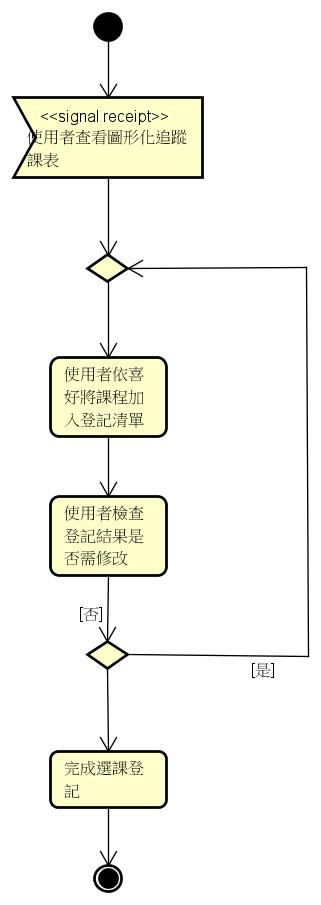 <<signal receipt>>
使用者查看圖形化追蹤
課表
使用者依喜
好將課程加
入登記清單
使用者檢查
登記結果是
否需修改
[否]
[是]
完成選課登
記